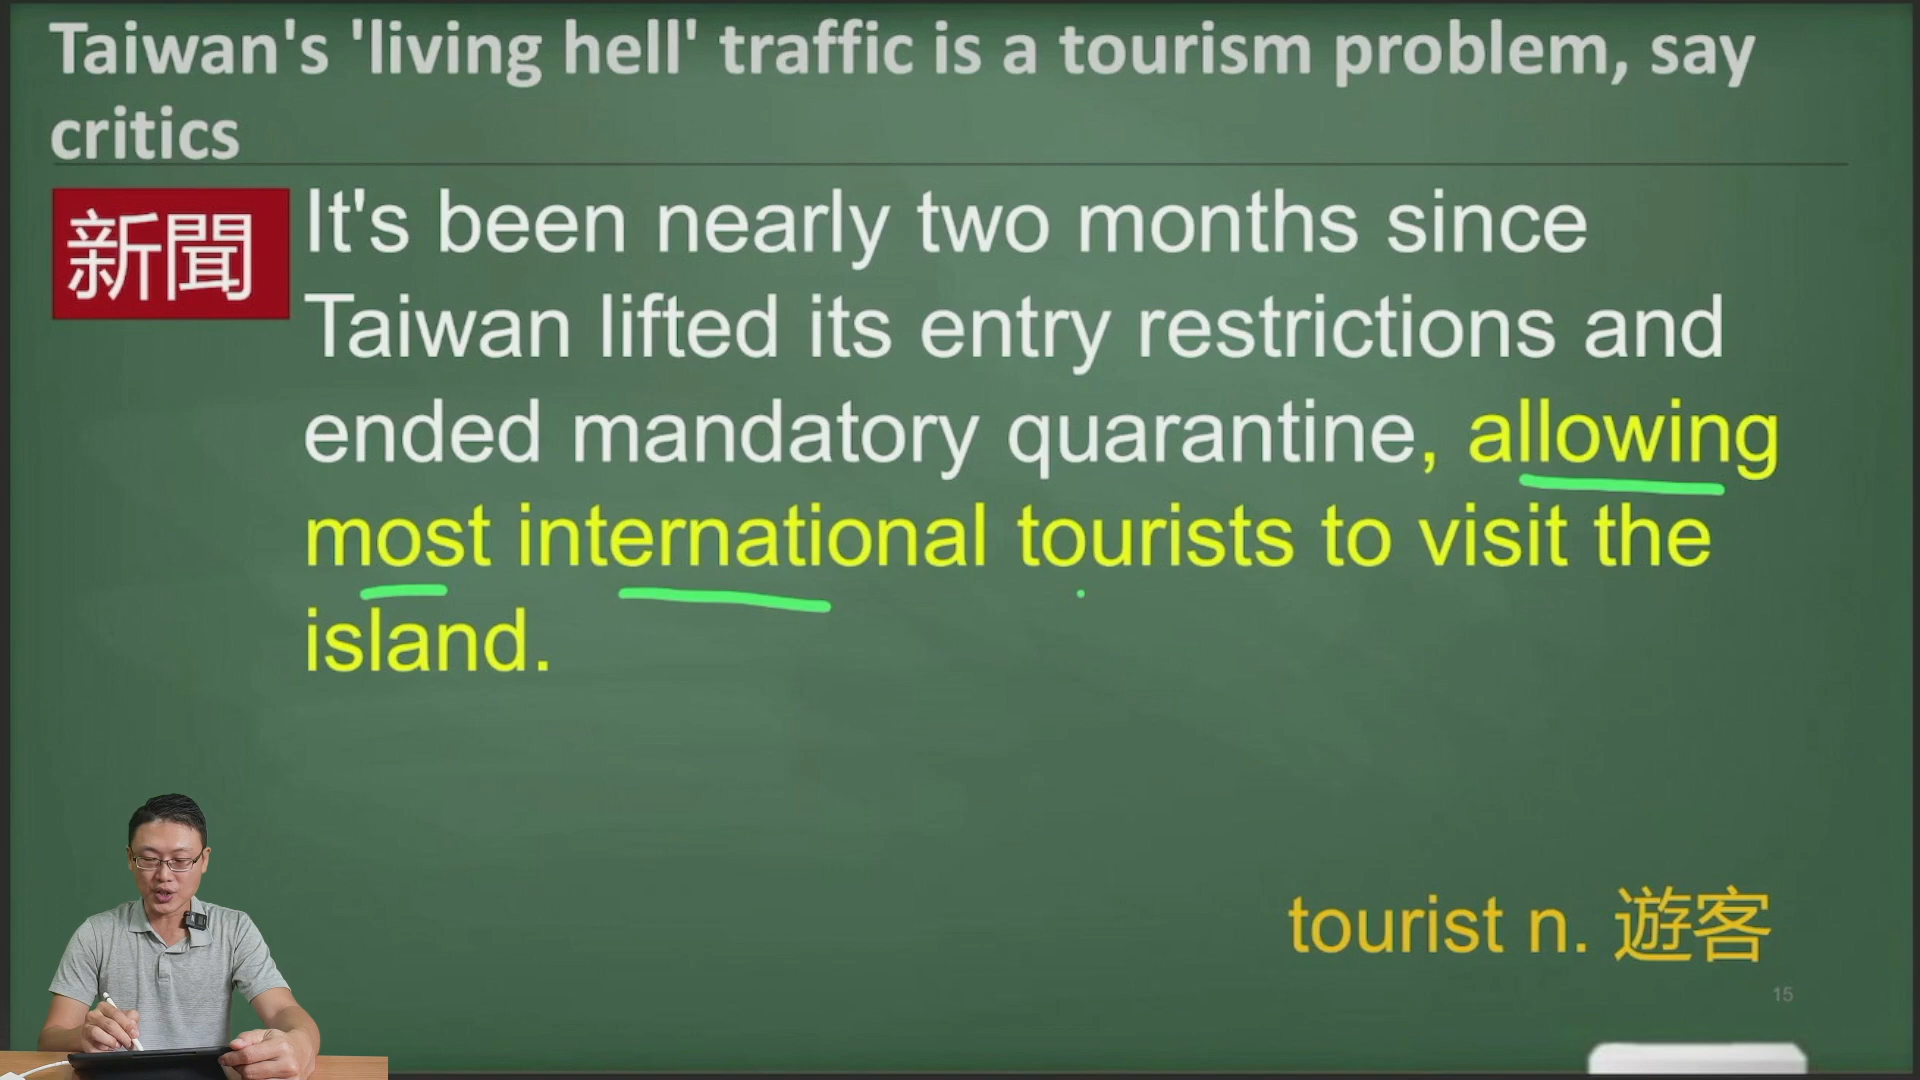 Taiwan's 'living hell' traffic is a tourism problem, say
critics
新聞
It's been nearly two months since
Taiwan lifted its entry restrictions and
ended mandatory quarantine, allowing
most international tourists to visit the
island.
tourist n. 遊客
15